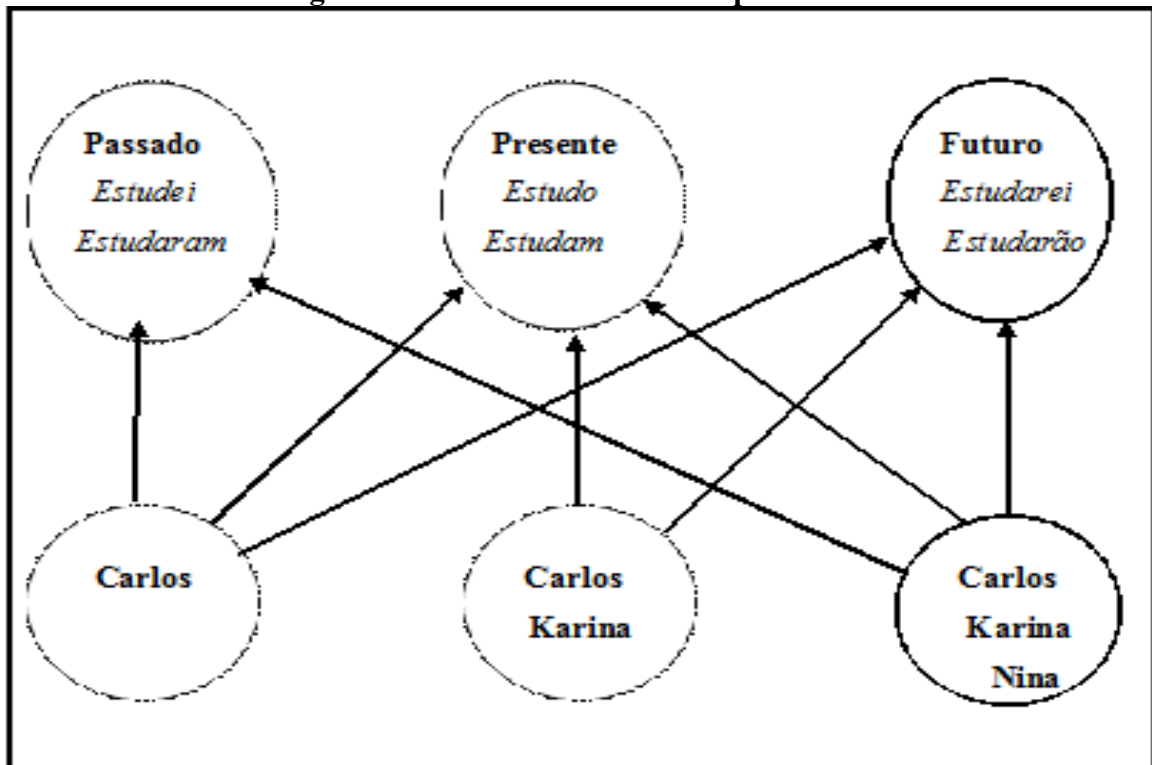 Passado
Estudei
Estudaram
Presente
Estudo
Estudam
Futuro
Estudarei
Estudarão
Carlos
Carlos
Karina
Carlos
Karina
Nina